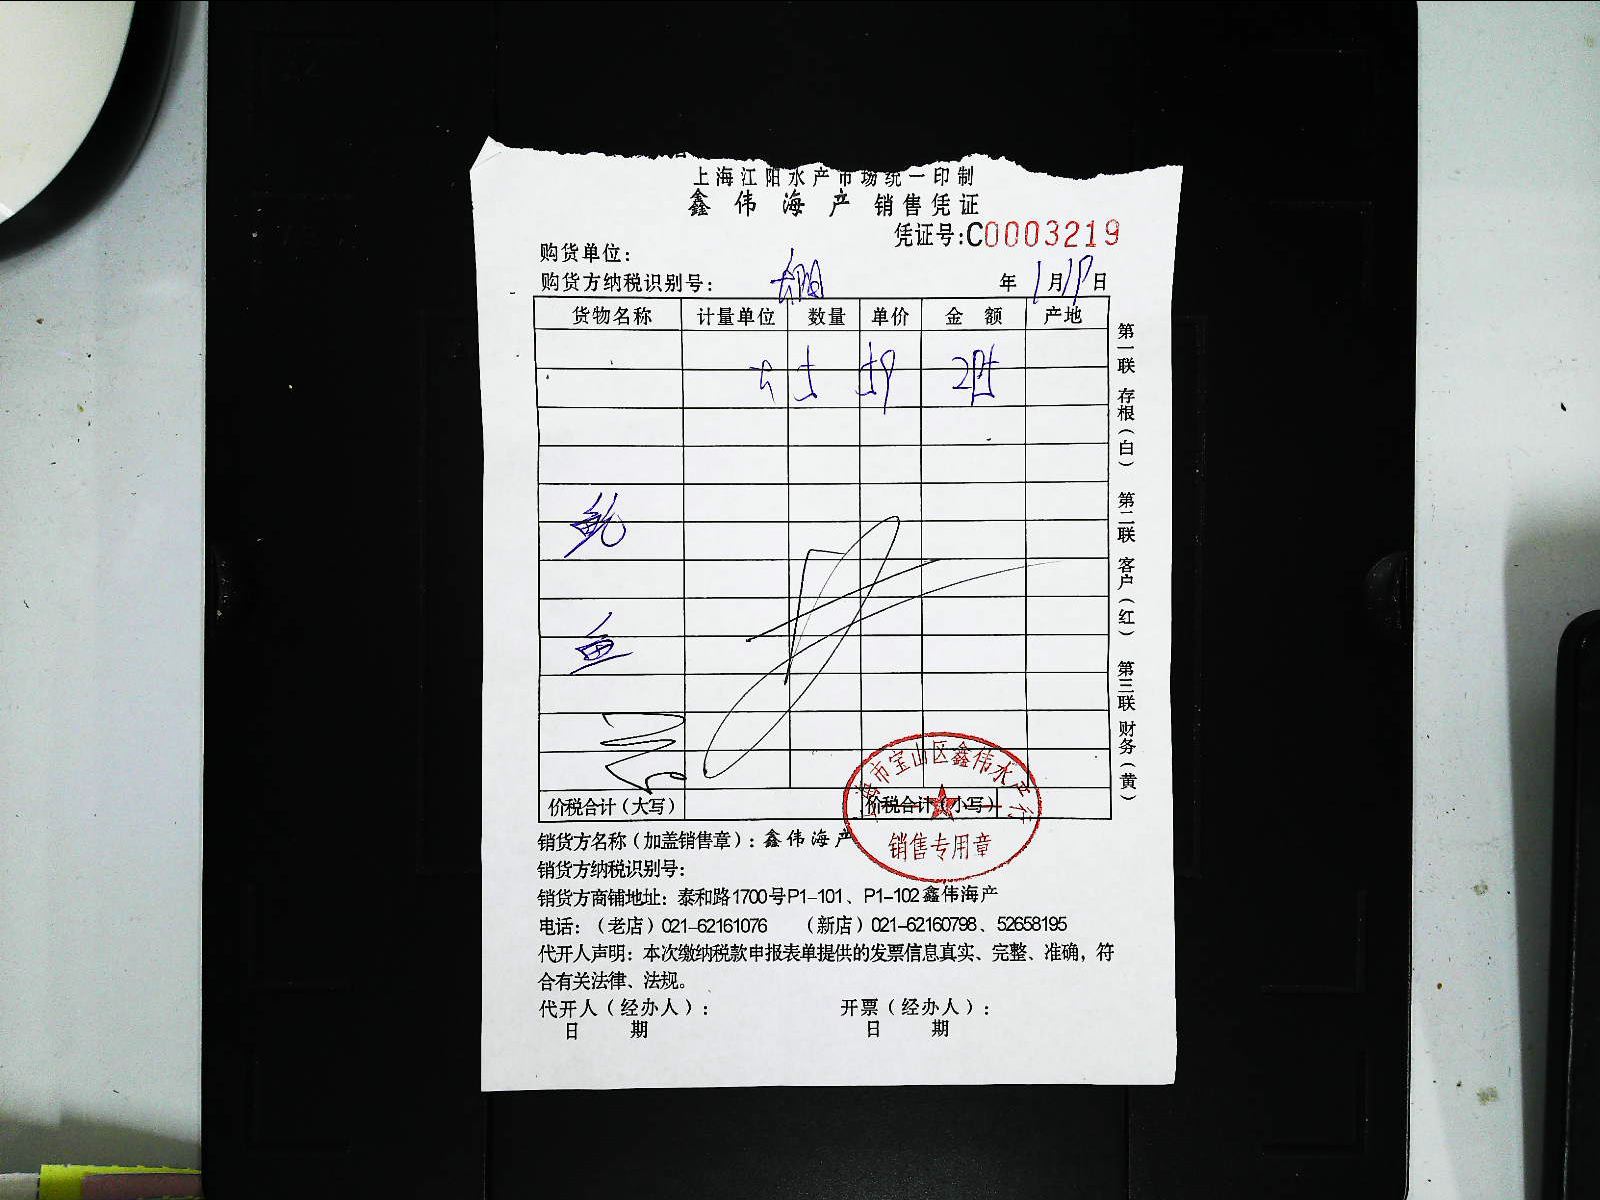 上海江阳水产市场统一印制
鑫伟海产 销售凭证
凭证号:C0003219
购货单位:
购货方纳税识别号: 年1月19日
货物名称 计量单位 数量 单价 金额 产地
鲍
鱼
价税合计(大写) 价税合计(小写)
第一联 存根(白) 第二联 客户(红) 第三联 财务(黄)
上海市宝山区鑫伟水产行
销售专用章
销货方名称(加盖销售章):鑫伟海产
销货方纳税识别号:
销货方商铺地址:泰和路1700号P1-101、P1-102鑫伟海产
电话:(老店)021-62161076 (新店)021-62160798、52658195
代开人声明:本次缴纳税款申报表单提供的发票信息真实、完整、准确,符
合有关法律、法规。
代开人(经办人): 开票(经办人):
日 期 日 期